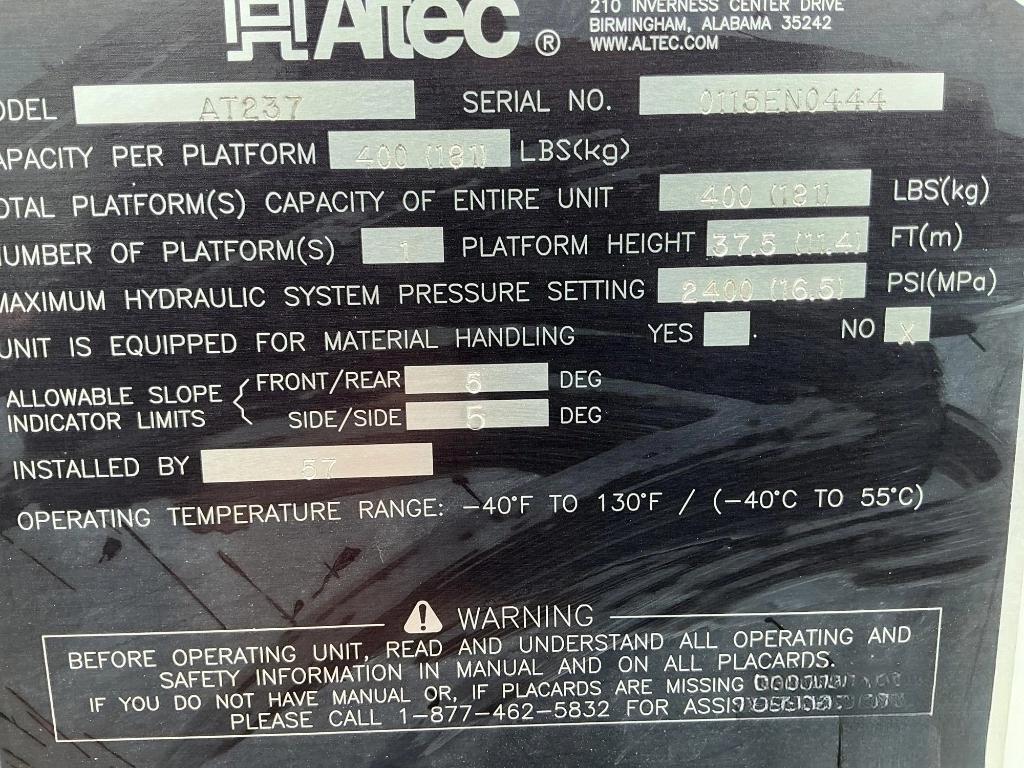 Altec ® 210 INVERNESS CENTER DRIVE
BIRMINGHAM, ALABAMA 35242
WWW.ALTEC.COM
ODEL AT237 SERIAL NO. 0115EN0444
APACITY PER PLATFORM 400 (181) LBS(kg)
OTAL PLATFORM(S) CAPACITY OF ENTIRE UNIT 400 (181) LBS(kg)
UMBER OF PLATFORM(S) 1 PLATFORM HEIGHT 37.5 (11.4) FT(m)
MAXIMUM HYDRAULIC SYSTEM PRESSURE SETTING 2400 (16.5) PSI(MPa)
UNIT IS EQUIPPED FOR MATERIAL HANDLING YES . NO X
ALLOWABLE SLOPE INDICATOR LIMITS
FRONT/REAR 5 DEG
SIDE/SIDE 5 DEG
INSTALLED BY 57
OPERATING TEMPERATURE RANGE: -40°F TO 130°F / (-40°C TO 55°C)
WARNING
BEFORE OPERATING UNIT, READ AND UNDERSTAND ALL OPERATING AND
SAFETY INFORMATION IN MANUAL AND ON ALL PLACARDS.
IF YOU DO NOT HAVE MANUAL OR, IF PLACARDS ARE MISSING
PLEASE CALL 1-877-462-5832 FOR